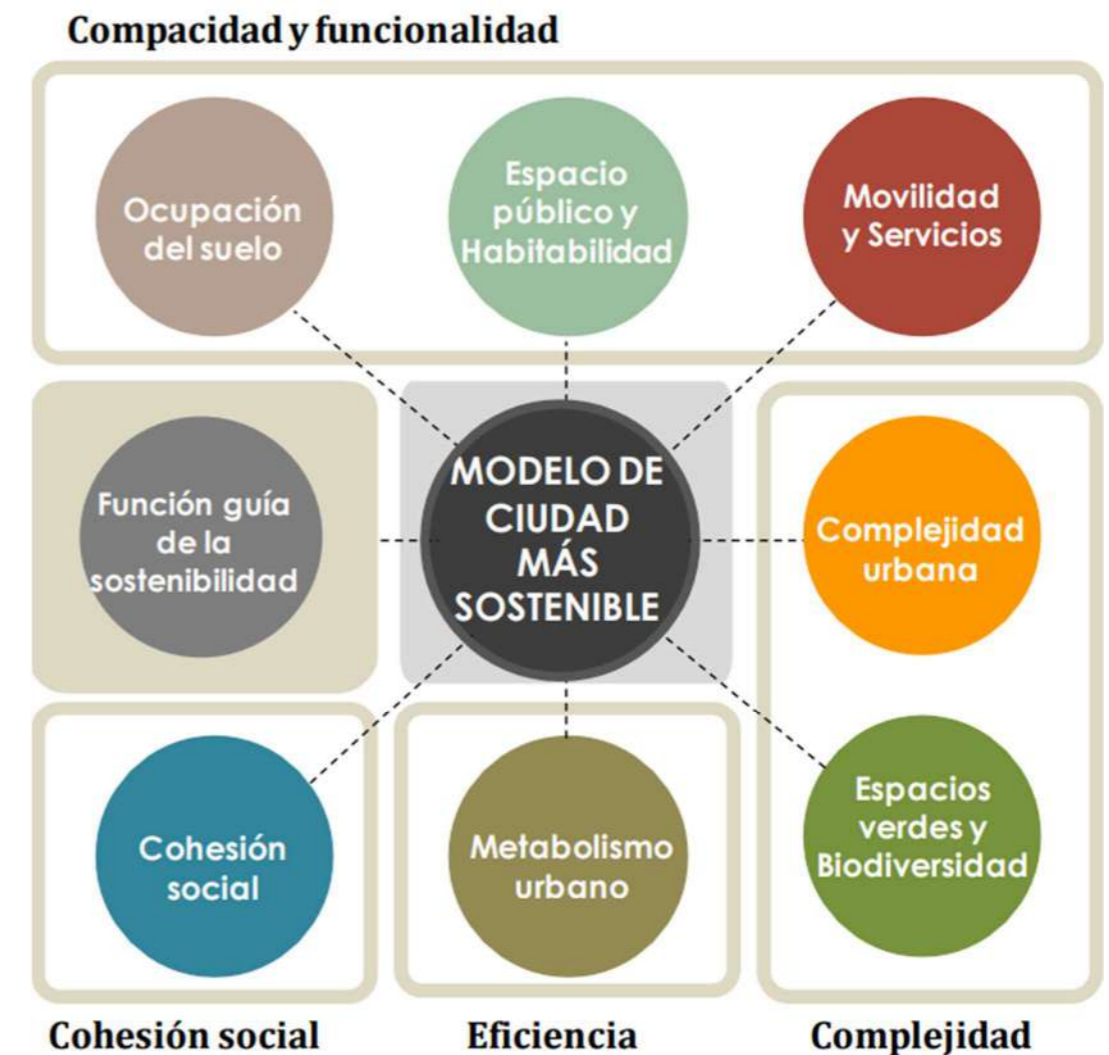 Compacidad y funcionalidad
Ocupación
del suelo
Espacio
público y
Habitabilidad
Movilidad
y Servicios
Función guía
de la
sostenibilidad
MODELO DE
CIUDAD
MÁS
SOSTENIBLE
Complejidad
urbana
Cohesión
social
Metabolismo
urbano
Espacios
verdes y
Biodiversidad
Cohesión social
Eficiencia
Complejidad